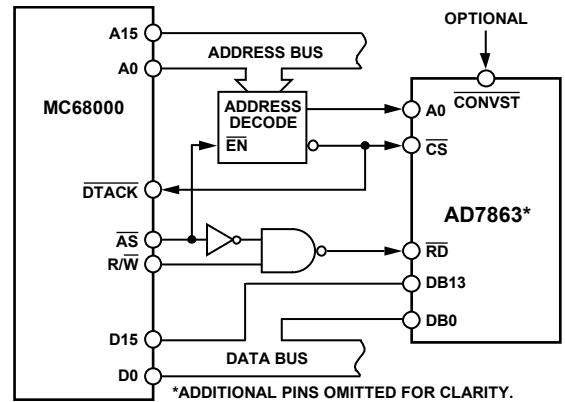 OPTIONAL
A15
ADDRESS BUS
A0
MC68000
ADDRESS
DECODE
EN
A0
CONVST
CS
DTACK
AD7863*
AS
R/W
RD
DB13
D15
DB0
DATA BUS
D0
*ADDITIONAL PINS OMITTED FOR CLARITY.